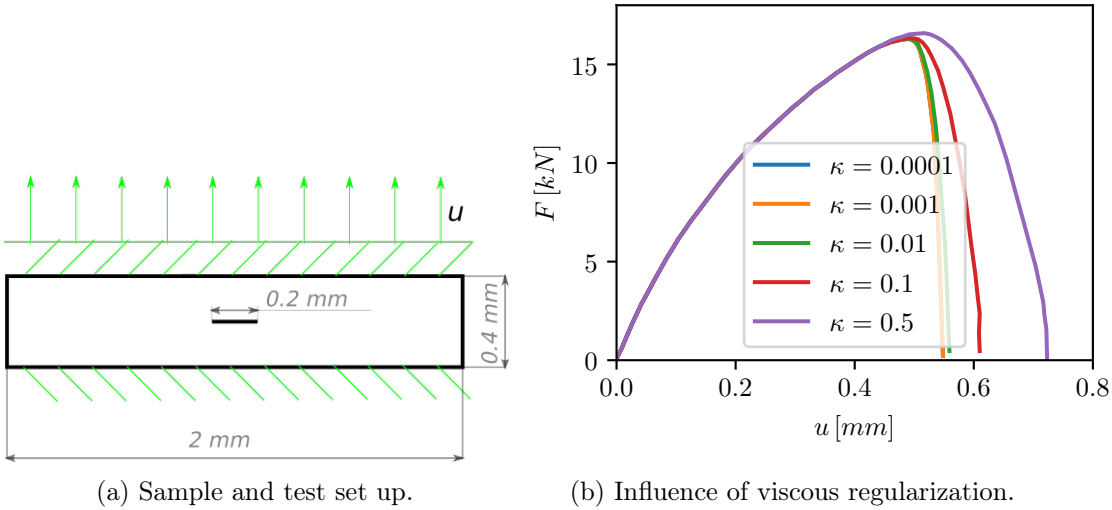 u
0.2 mm
0.4 mm
2 mm
(a) Sample and test set up.
F [kN]
15
10
5
0
κ = 0.0001
κ = 0.001
κ = 0.01
κ = 0.1
κ = 0.5
0.0 0.2 0.4 0.6 0.8
u [mm]
(b) Influence of viscous regularization.